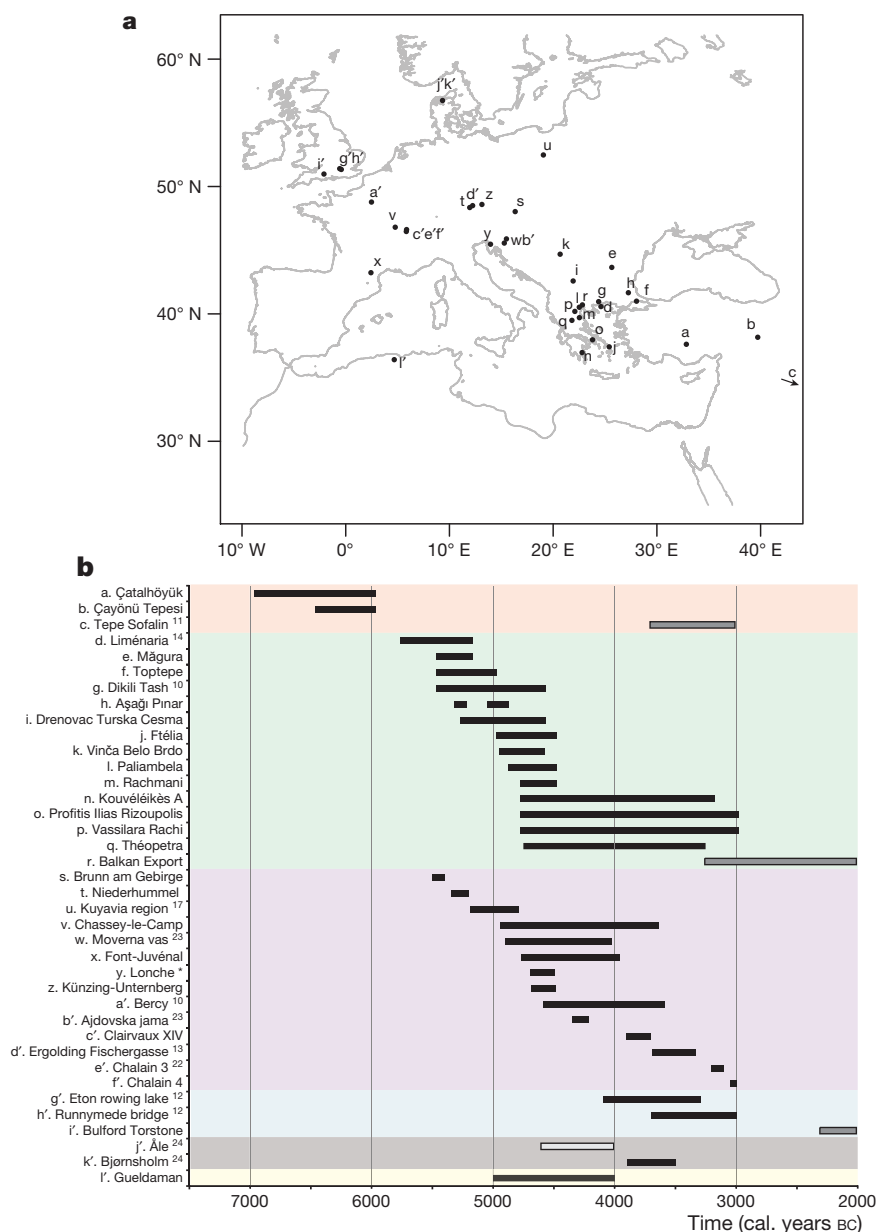 a
60° N
50° N
40° N
30° N
10° W
0°
10° E
20° E
30° E
40° E
j′k′
u
g′h′
i′
a′
d′
t
z
s
v
c′e′f′
y
wb′
k
e
x
i
h
g
f
l
r
p
d
m
q
o
a
b
j
n
c
l′
b
a. Çatalhöyük
b. Çayönü Tepesi
c. Tepe Sofalin 11
d. Liménaria 14
e. Măgura
f. Toptepe
g. Dikili Tash 10
h. Aşağı Pınar
i. Drenovac Turska Cesma
j. Ftélia
k. Vinča Belo Brdo
l. Paliambela
m. Rachmani
n. Kouvéléikès A
o. Profitis Ilias Rizoupolis
p. Vassilara Rachi
q. Théopetra
r. Balkan Export
s. Brunn am Gebirge
t. Niederhummel
u. Kuyavia region 17
v. Chassey-le-Camp
w. Moverna vas 23
x. Font-Juvénal
y. Lonche *
z. Künzing-Unternberg
a′. Bercy 10
b′. Ajdovska jama 23
c′. Clairvaux XIV
d′. Ergolding Fischergasse 13
e′. Chalain 3 22
f′. Chalain 4
g′. Eton rowing lake 12
h′. Runnymede bridge 12
i′. Bulford Torstone
j′. Åle 24
k′. Bjørnsholm 24
l′. Gueldaman
7000
6000
5000
4000
3000
2000
Time (cal. years BC)